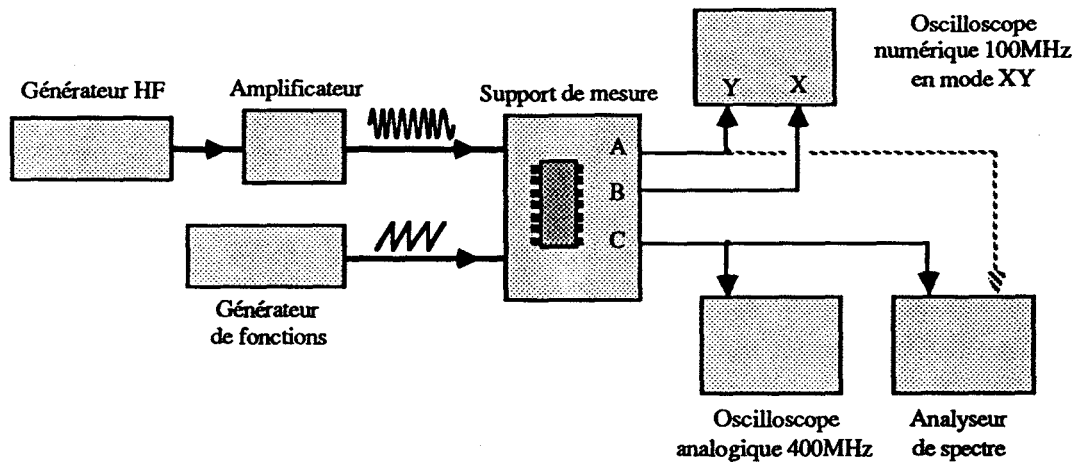 Oscilloscope
numérique 100MHz
en mode XY
Générateur HF
Amplificateur
Support de mesure
Y X
A
B
C
Générateur
de fonctions
Oscilloscope
analogique 400MHz
Analyseur
de spectre